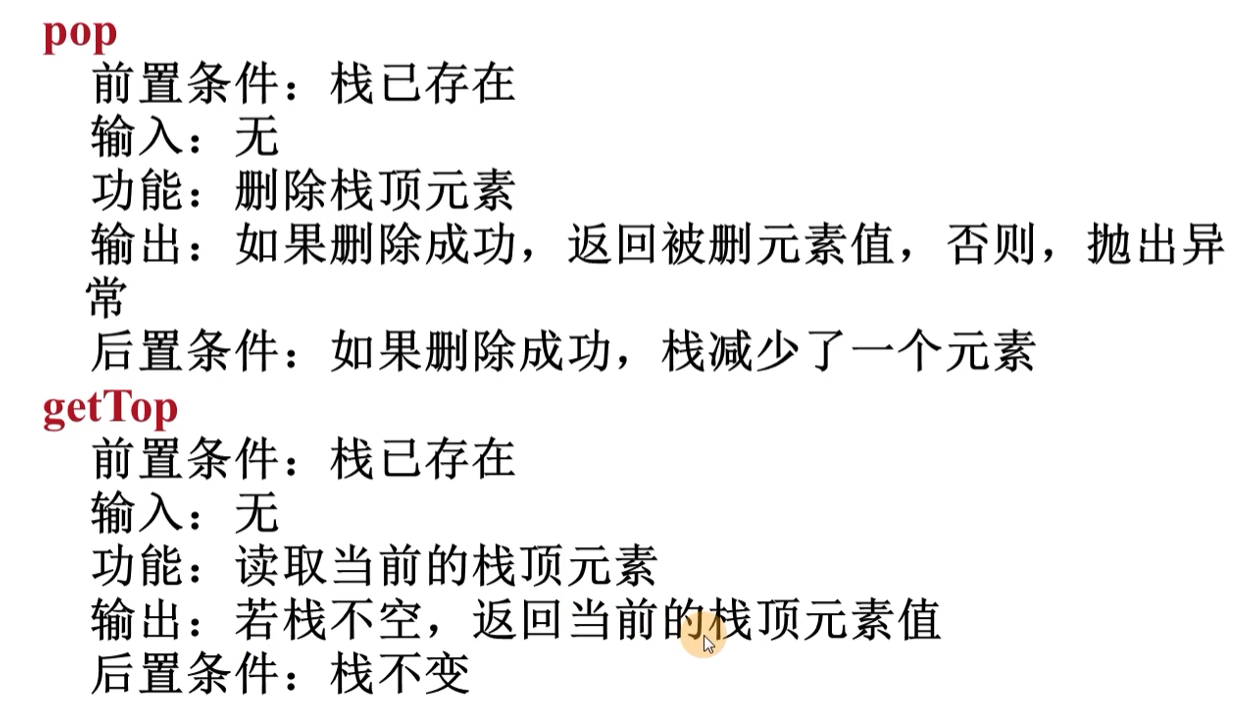 pop
前置条件：栈已存在
输入：无
功能：删除栈顶元素
输出：如果删除成功，返回被删元素值，否则，抛出异
常
后置条件：如果删除成功，栈减少了一个元素
getTop
前置条件：栈已存在
输入：无
功能：读取当前的栈顶元素
输出：若栈不空，返回当前的栈顶元素值
后置条件：栈不变